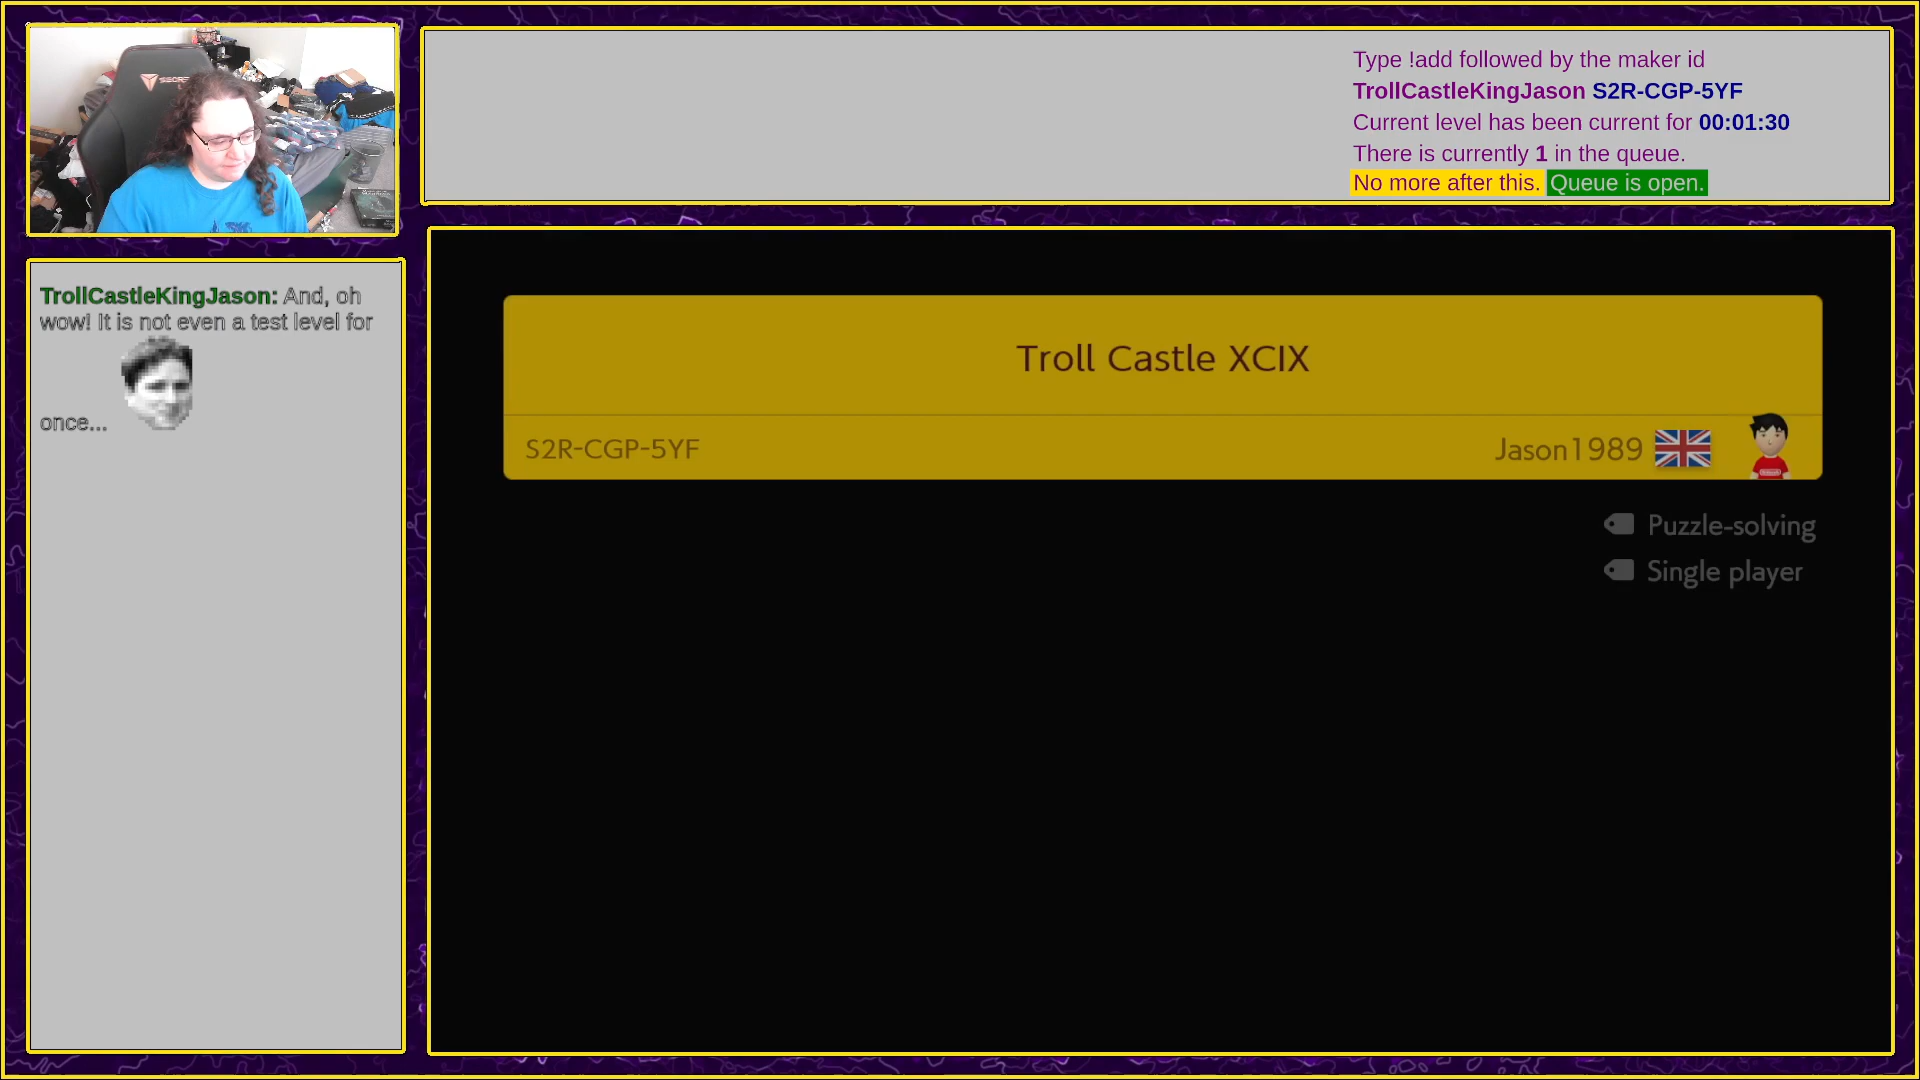 Type !add followed by the maker id
TrollCastleKingJason S2R-CGP-5YF
Current level has been current for 00:01:30
There is currently 1 in the queue.
No more after this. Queue is open.
TrollCastleKingJason: And, oh
wow! It is not even a test level for
once...
Troll Castle XCIX
S2R-CGP-5YF
Jason1989
Puzzle-solving
Single player